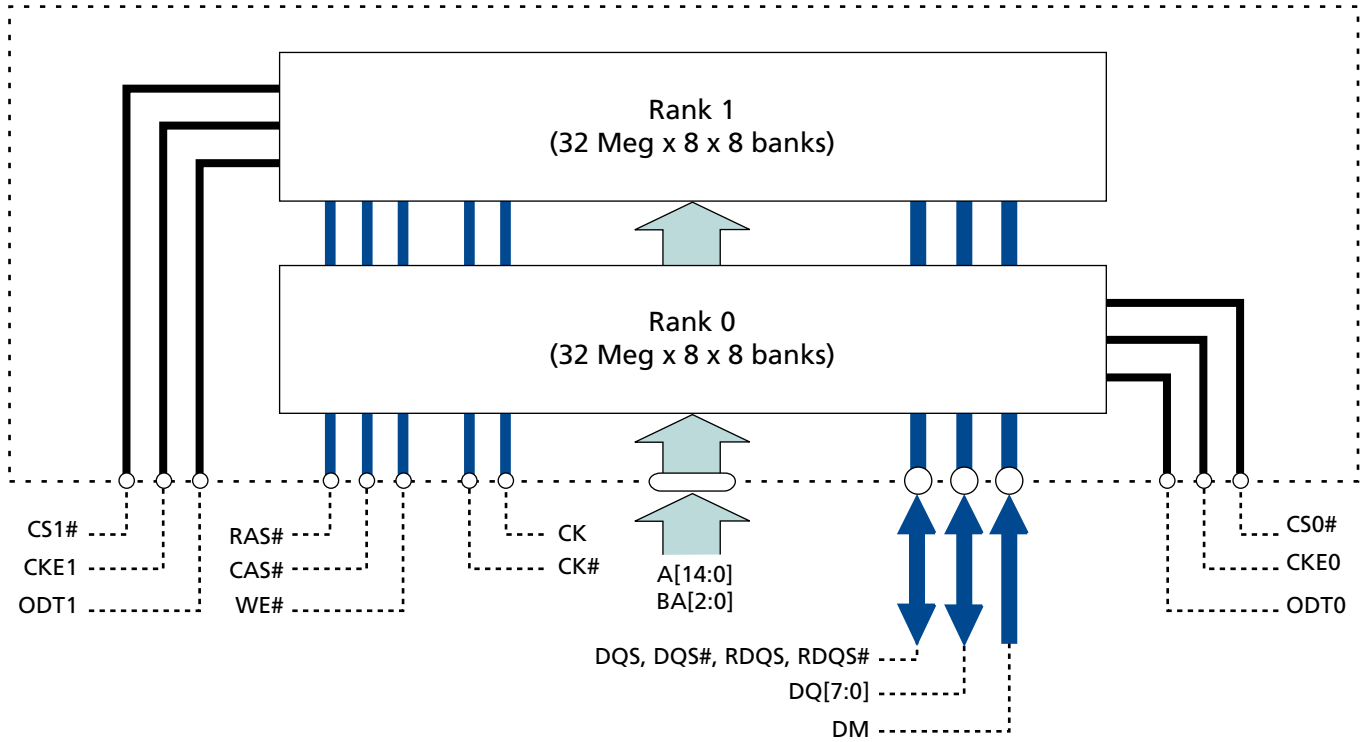 Rank 1
(32 Meg x 8 x 8 banks)
Rank 0
(32 Meg x 8 x 8 banks)
CS1#
CKE1
ODT1
RAS#
CAS#
WE#
CK
CK#
A[14:0]
BA[2:0]
CS0#
CKE0
ODT0
DQS, DQS#, RDQS, RDQS#
DQ[7:0]
DM